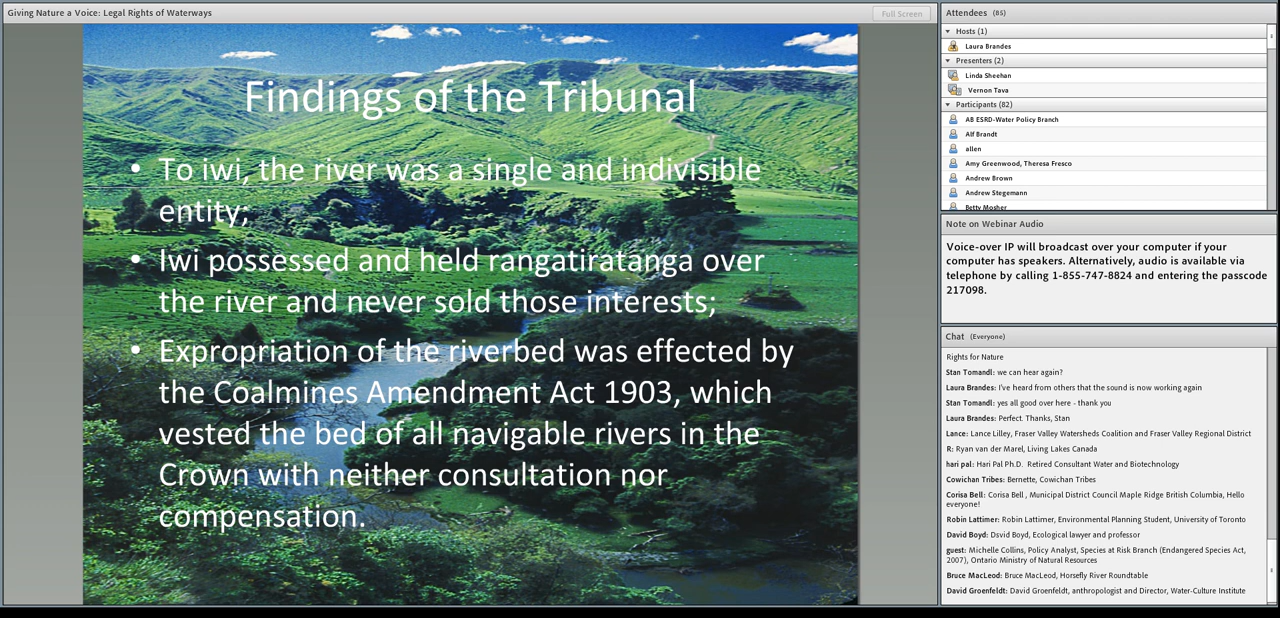 Giving Nature a Voice: Legal Rights of Waterways
Full Screen
Findings of the Tribunal
• To iwi, the river was a single and indivisible
entity;
• Iwi possessed and held rangatiratanga over
the river and never sold those interests;
• Expropriation of the riverbed was effected by
the Coalmines Amendment Act 1903, which
vested the bed of all navigable rivers in the
Crown with neither consultation nor
compensation.
Attendees (85)
Hosts (1)
Laura Brandes
Presenters (2)
Linda Sheehan
Vernon Tava
Participants (82)
AB ESRD-Water Policy Branch
Alf Brandt
allen
Amy Greenwood, Theresa Fresco
Andrew Brown
Andrew Stegemann
Betty Mosher
Note on Webinar Audio
Voice-over IP will broadcast over your computer if your
computer has speakers. Alternatively, audio is available via
telephone by calling 1-855-747-8824 and entering the passcode
217098.
Chat (Everyone)
Rights for Nature
Stan Tomandl: we can hear again?
Laura Brandes: I've heard from others that the sound is now working again
Stan Tomandl: yes all good over here - thank you
Laura Brandes: Perfect. Thanks, Stan
Lance: Lance Lilley, Fraser Valley Watersheds Coalition and Fraser Valley Regional District
R: Ryan van der Marel, Living Lakes Canada
hari pal: Hari Pal Ph.D. Retired Consultant Water and Biotechnology
Cowichan Tribes: Bernette, Cowichan Tribes
Corisa Bell: Corisa Bell , Municipal District Council Maple Ridge British Columbia, Hello
everyone!
Robin Lattimer: Robin Lattimer, Environmental Planning Student, University of Toronto
David Boyd: Dsvid Boyd, Ecological lawyer and professor
guest: Michelle Collins, Policy Analyst, Species at Risk Branch (Endangered Species Act,
2007), Ontario Ministry of Natural Resources
Bruce MacLeod: Bruce MacLeod, Horsefly River Roundtable
David Groenfeldt: David Groenfeldt, anthropologist and Director, Water-Culture Institute